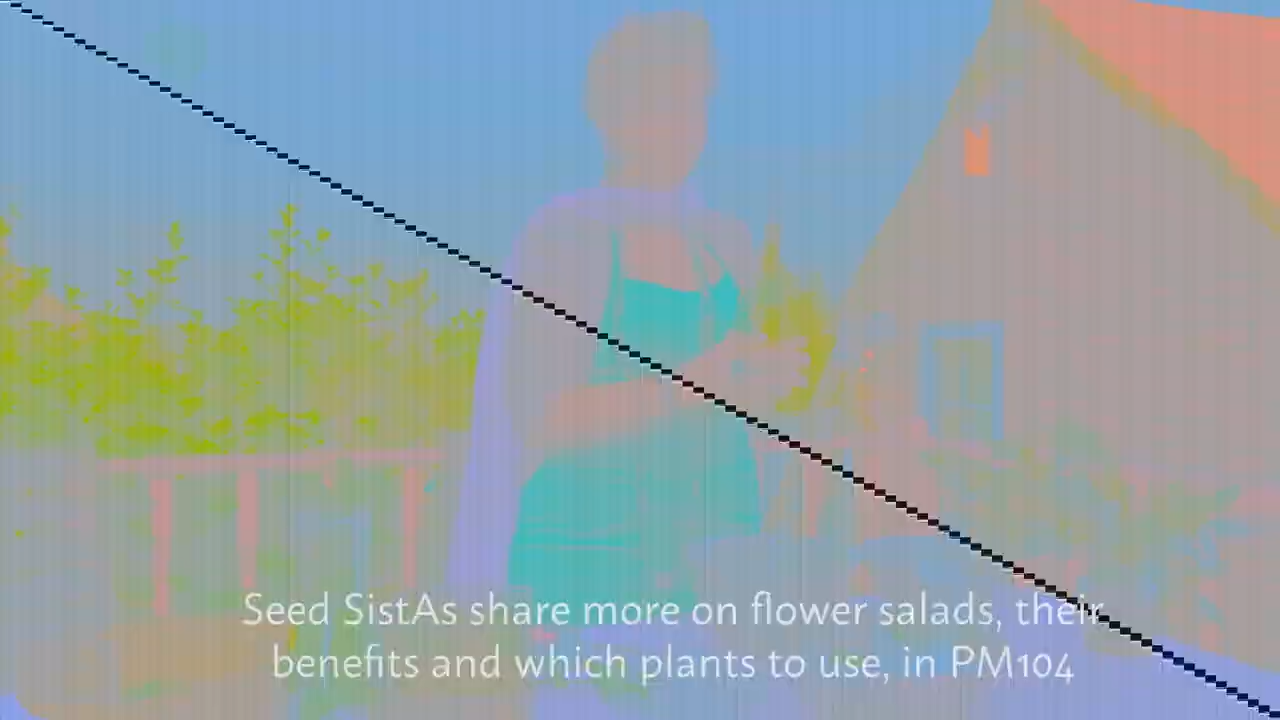 Seed SistAs share more on flower salads, their
benefits and which plants to use, in PM104